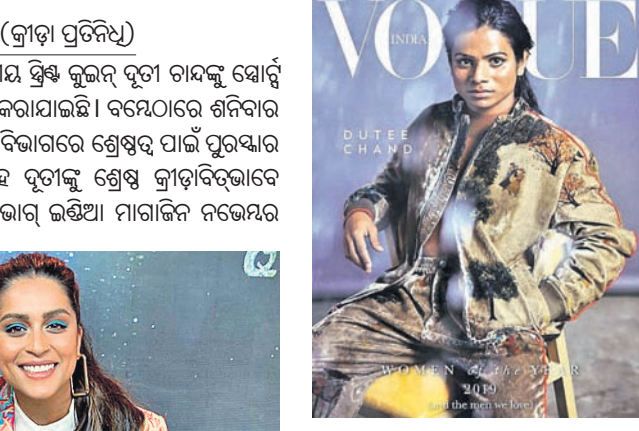 (କ୍ରୀଡ଼ା ପ୍ରତିନିଧି)
ୟ ସ୍ପ୍ରିଣ୍ଟ କୁଇନ୍ ଦୂତୀ ଚାନ୍ଦଙ୍କୁ ସ୍ପୋର୍ଟ୍ସ
କରାଯାଇଛି। ବମ୍ବେଠାରେ ଶନିବାର
ବିଭାଗରେ ଶ୍ରେଷ୍ଠତ୍ୱ ପାଇଁ ପୁରସ୍କାର
ହ ଦୂତୀଙ୍କୁ ଶ୍ରେଷ୍ଠ କ୍ରୀଡ଼ାବିତ୍‌ଭାବେ
ଭୋଗ୍ ଇଣ୍ଡିଆ ମାଗାଜିନ ନଭେମ୍ବର
VOGUE
INDIA
DUTEE
CHAND
WOMEN of the YEAR
2019
(and the men we love)